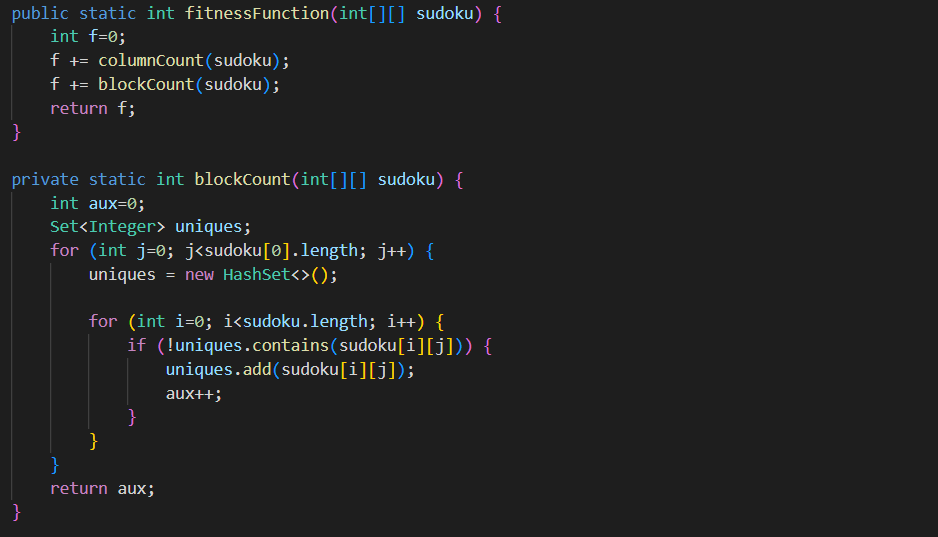 public static int fitnessFunction(int[][] sudoku) {
    int f=0;
    f += columnCount(sudoku);
    f += blockCount(sudoku);
    return f;
}

private static int blockCount(int[][] sudoku) {
    int aux=0;
    Set<Integer> uniques;
    for (int j=0; j<sudoku[0].length; j++) {
        uniques = new HashSet<>();

        for (int i=0; i<sudoku.length; i++) {
            if (!uniques.contains(sudoku[i][j])) {
                uniques.add(sudoku[i][j]);
                aux++;
            }
        }
    }
    return aux;
}